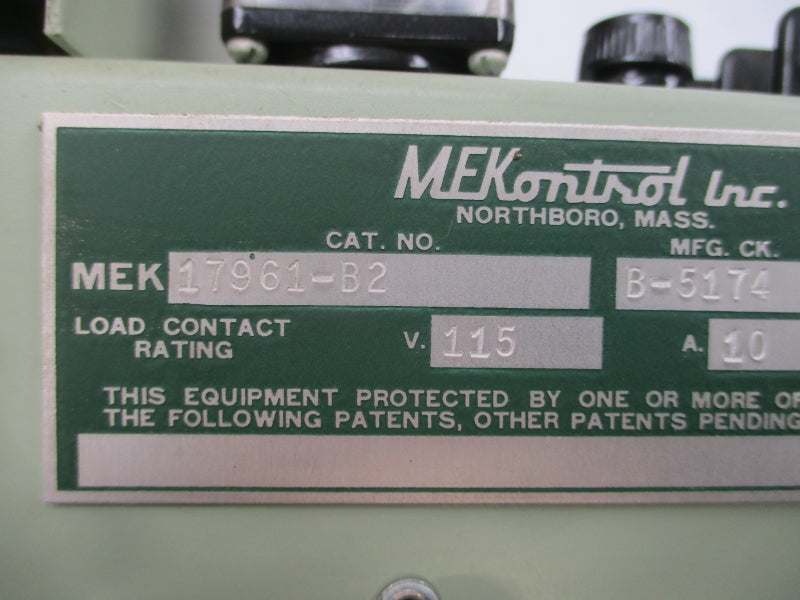 MEKontrol Inc.
NORTHBORO, MASS.
CAT. NO. MFG. CK.
MEK 17961-B2 B-5174
LOAD CONTACT
RATING V. 115 A. 10
THIS EQUIPMENT PROTECTED BY ONE OR MORE OF
THE FOLLOWING PATENTS, OTHER PATENTS PENDING